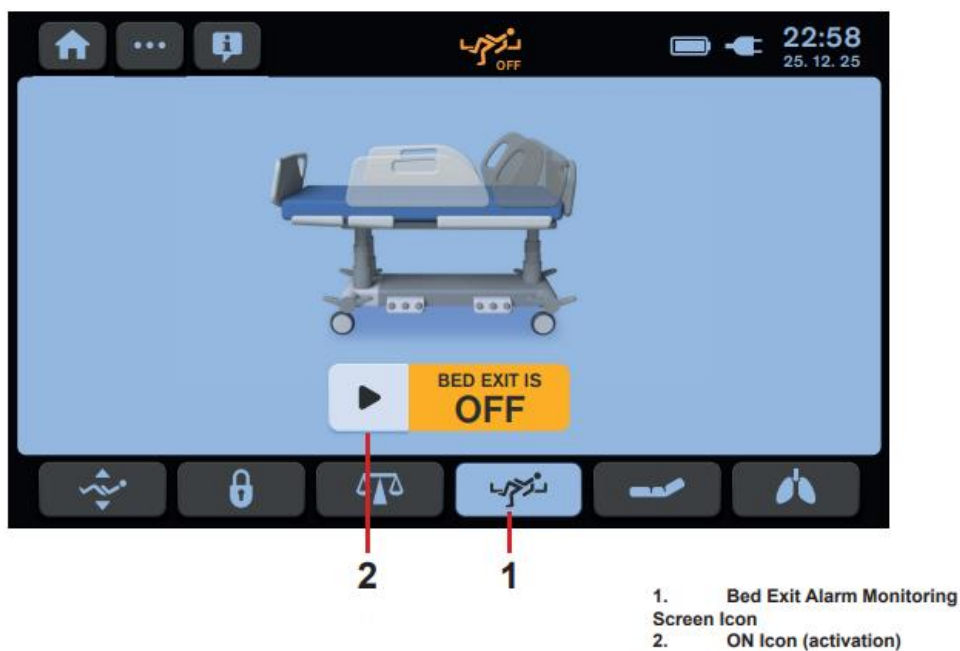 OFF
22:58
25. 12. 25
BED EXIT IS
OFF
2
1
1. Bed Exit Alarm Monitoring
Screen Icon
2. ON Icon (activation)